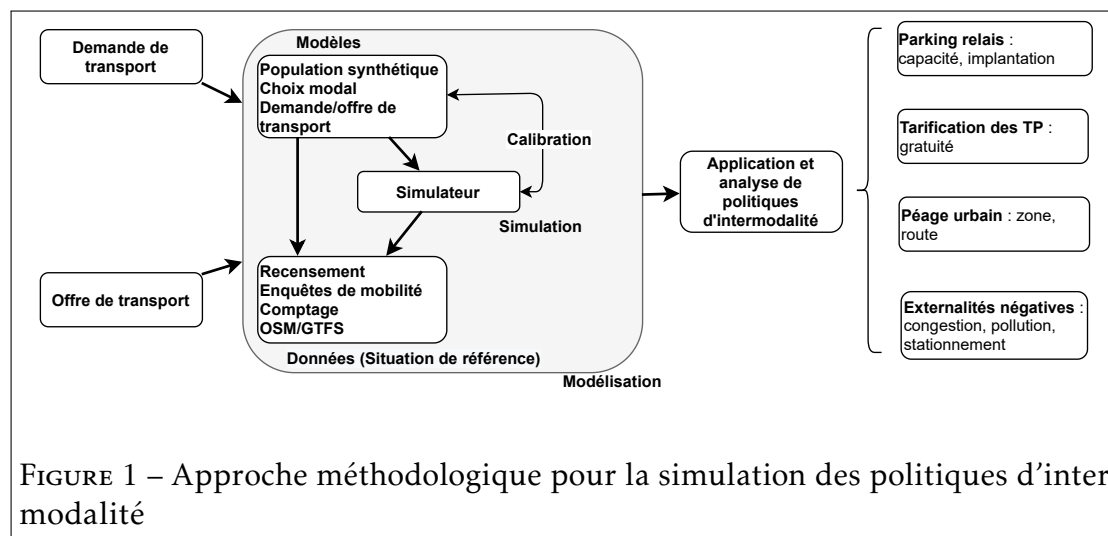 Demande de
transport
Offre de transport
Modèles
Population synthétique
Choix modal
Demande/offre de
transport
Calibration
Simulateur
Simulation
Recensement
Enquêtes de mobilité
Comptage
OSM/GTFS
Données (Situation de référence)
Modélisation
Application et
analyse de
politiques
d'intermodalité
Parking relais :
capacité, implantation
Tarification des TP :
gratuité
Péage urbain : zone,
route
Externalités négatives :
congestion, pollution,
stationnement
FIGURE 1 – Approche méthodologique pour la simulation des politiques d'inter
modalité